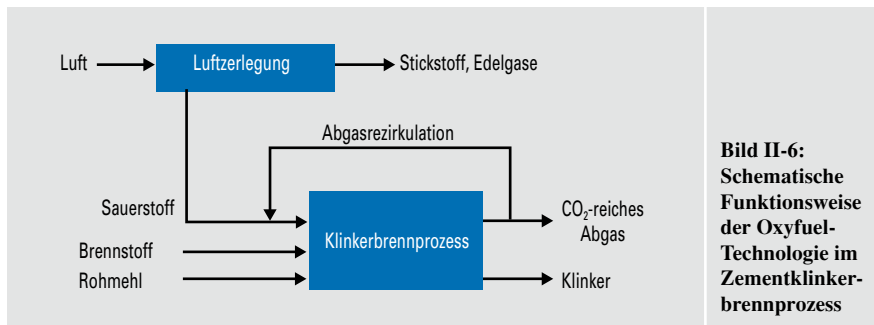 Luft
Luftzerlegung
Stickstoff, Edelgase
Abgasrezirkulation
Sauerstoff
Brennstoff
Rohmehl
Klinkerbrennprozess
CO₂-reiches
Abgas
Klinker
Bild II-6:
Schematische
Funktionsweise
der Oxyfuel-
Technologie im
Zementklinker-
brennprozess